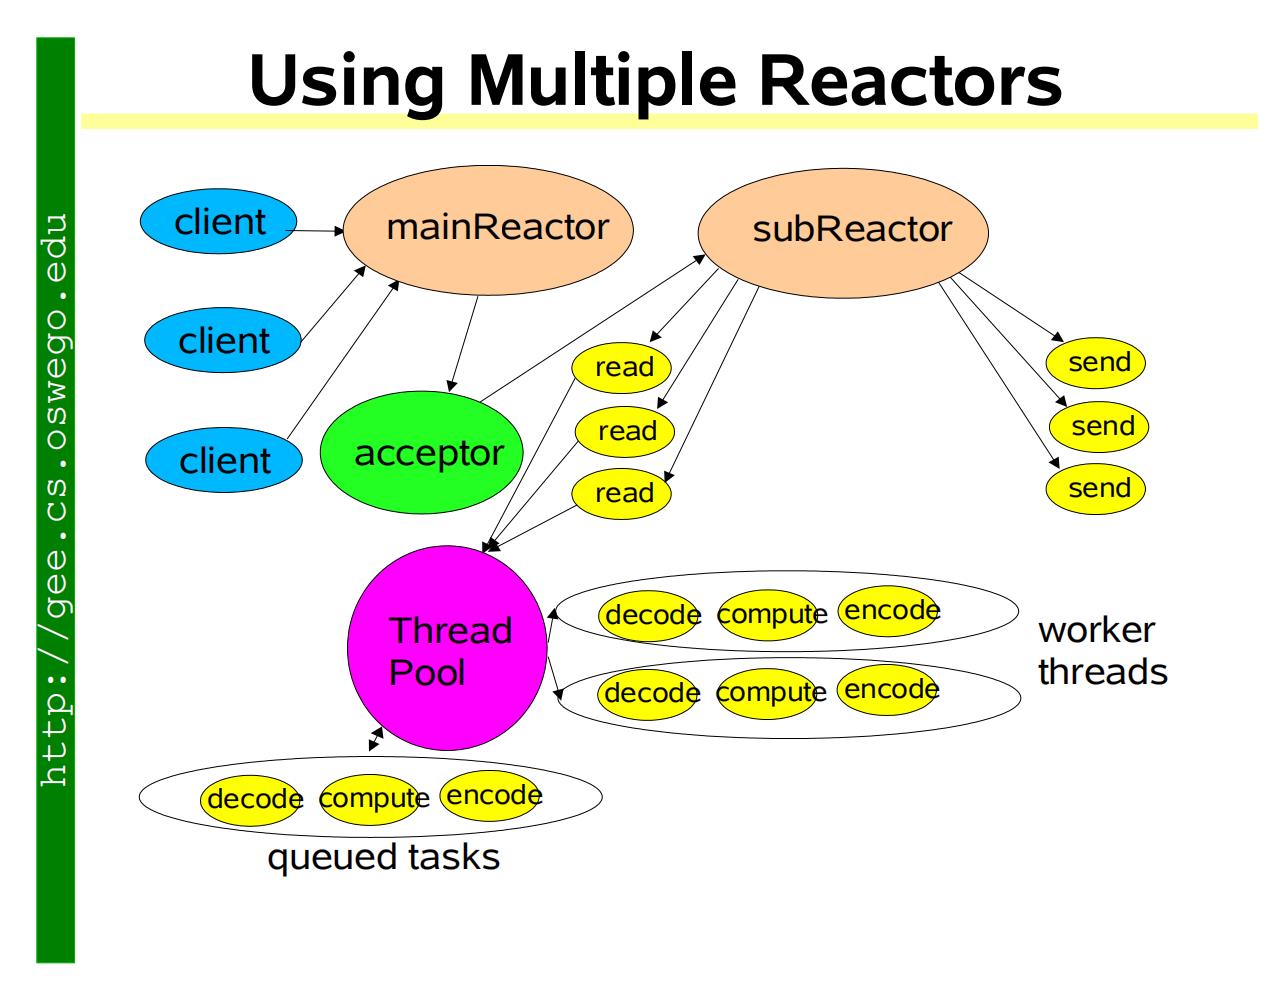 Using Multiple Reactors
http://gee.cs.oswego.edu
client
mainReactor
subReactor
client
client
acceptor
read
read
read
send
send
send
Thread
Pool
decode compute encode
decode compute encode
worker
threads
decode compute encode
queued tasks